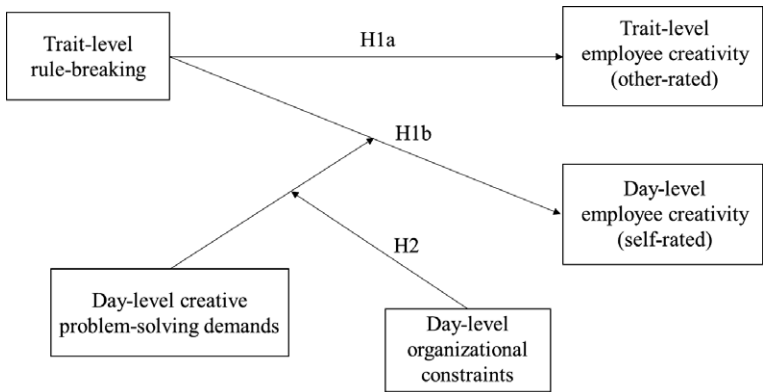 Trait-level
rule-breaking
H1a
Trait-level
employee creativity
(other-rated)
H1b
Day-level
employee creativity
(self-rated)
H2
Day-level creative
problem-solving demands
Day-level
organizational
constraints